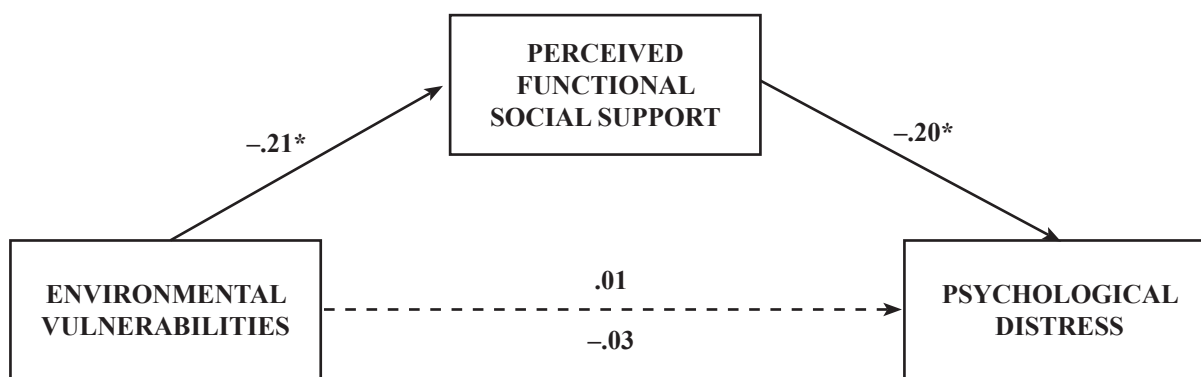 PERCEIVED
FUNCTIONAL
SOCIAL SUPPORT
–.21*
–.20*
ENVIRONMENTAL
VULNERABILITIES
.01
–.03
PSYCHOLOGICAL
DISTRESS